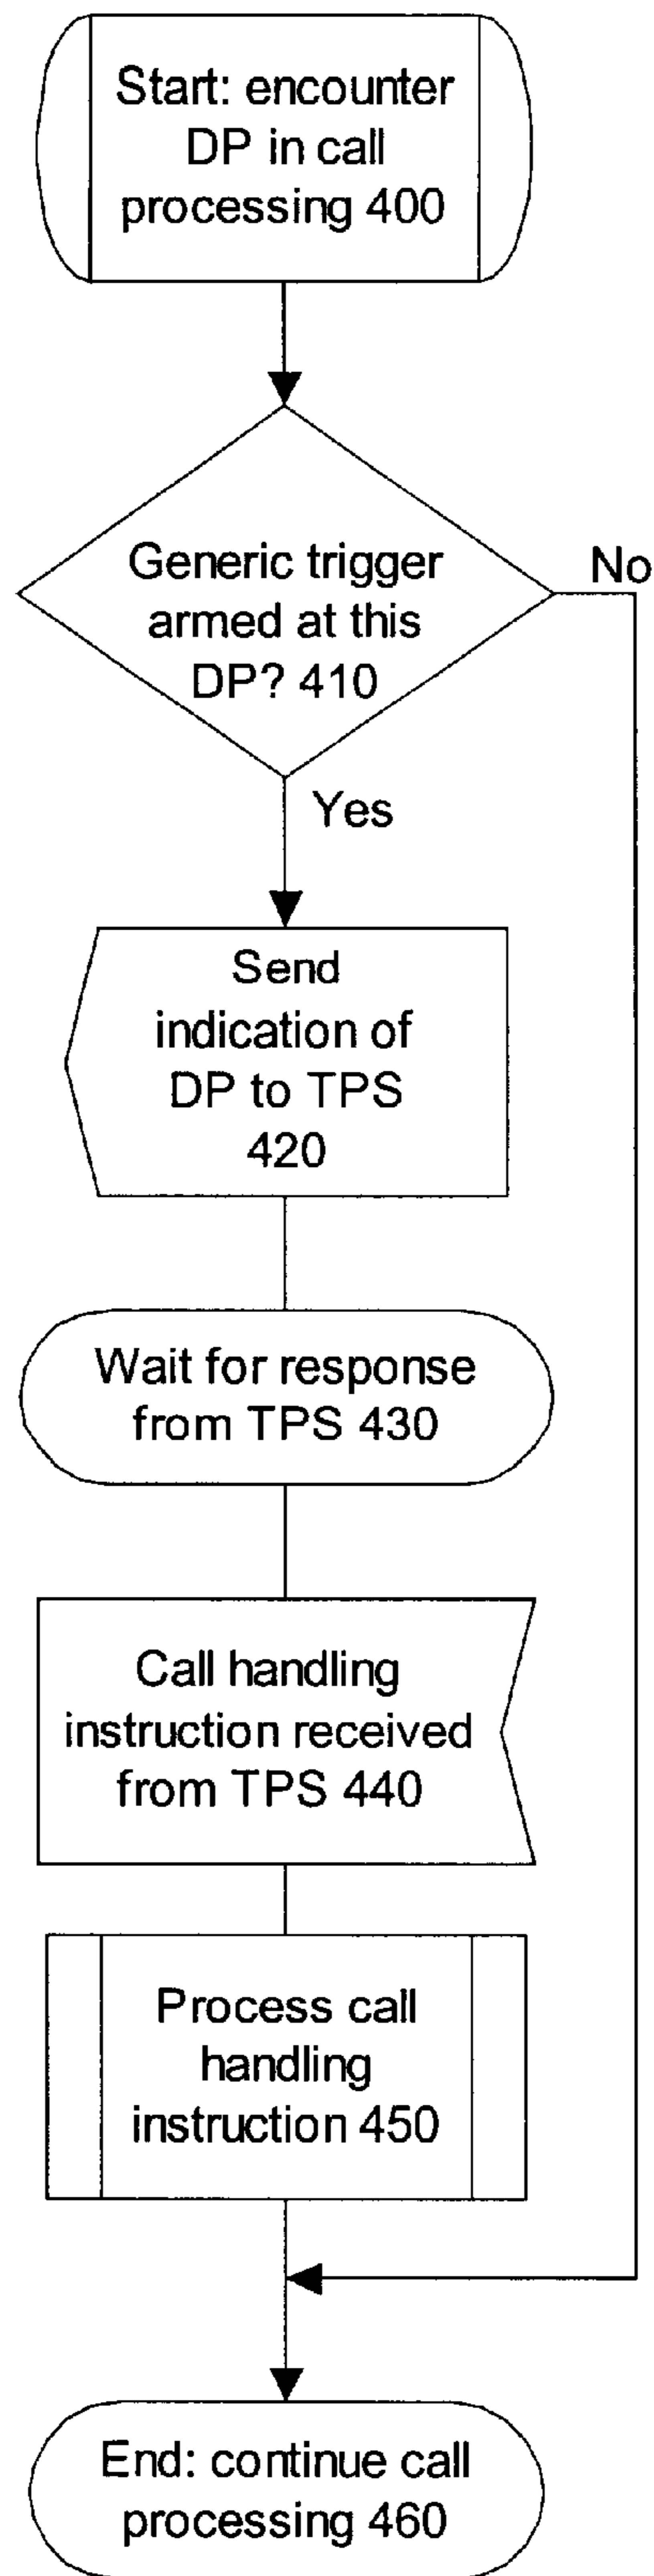 Start: encounter
DP in call
processing 400
Generic trigger
armed at this
DP? 410
No
Yes
Send
indication of
DP to TPS
420
Wait for response
from TPS 430
Call handling
instruction received
from TPS 440
Process call
handling
instruction 450
End: continue call
processing 460